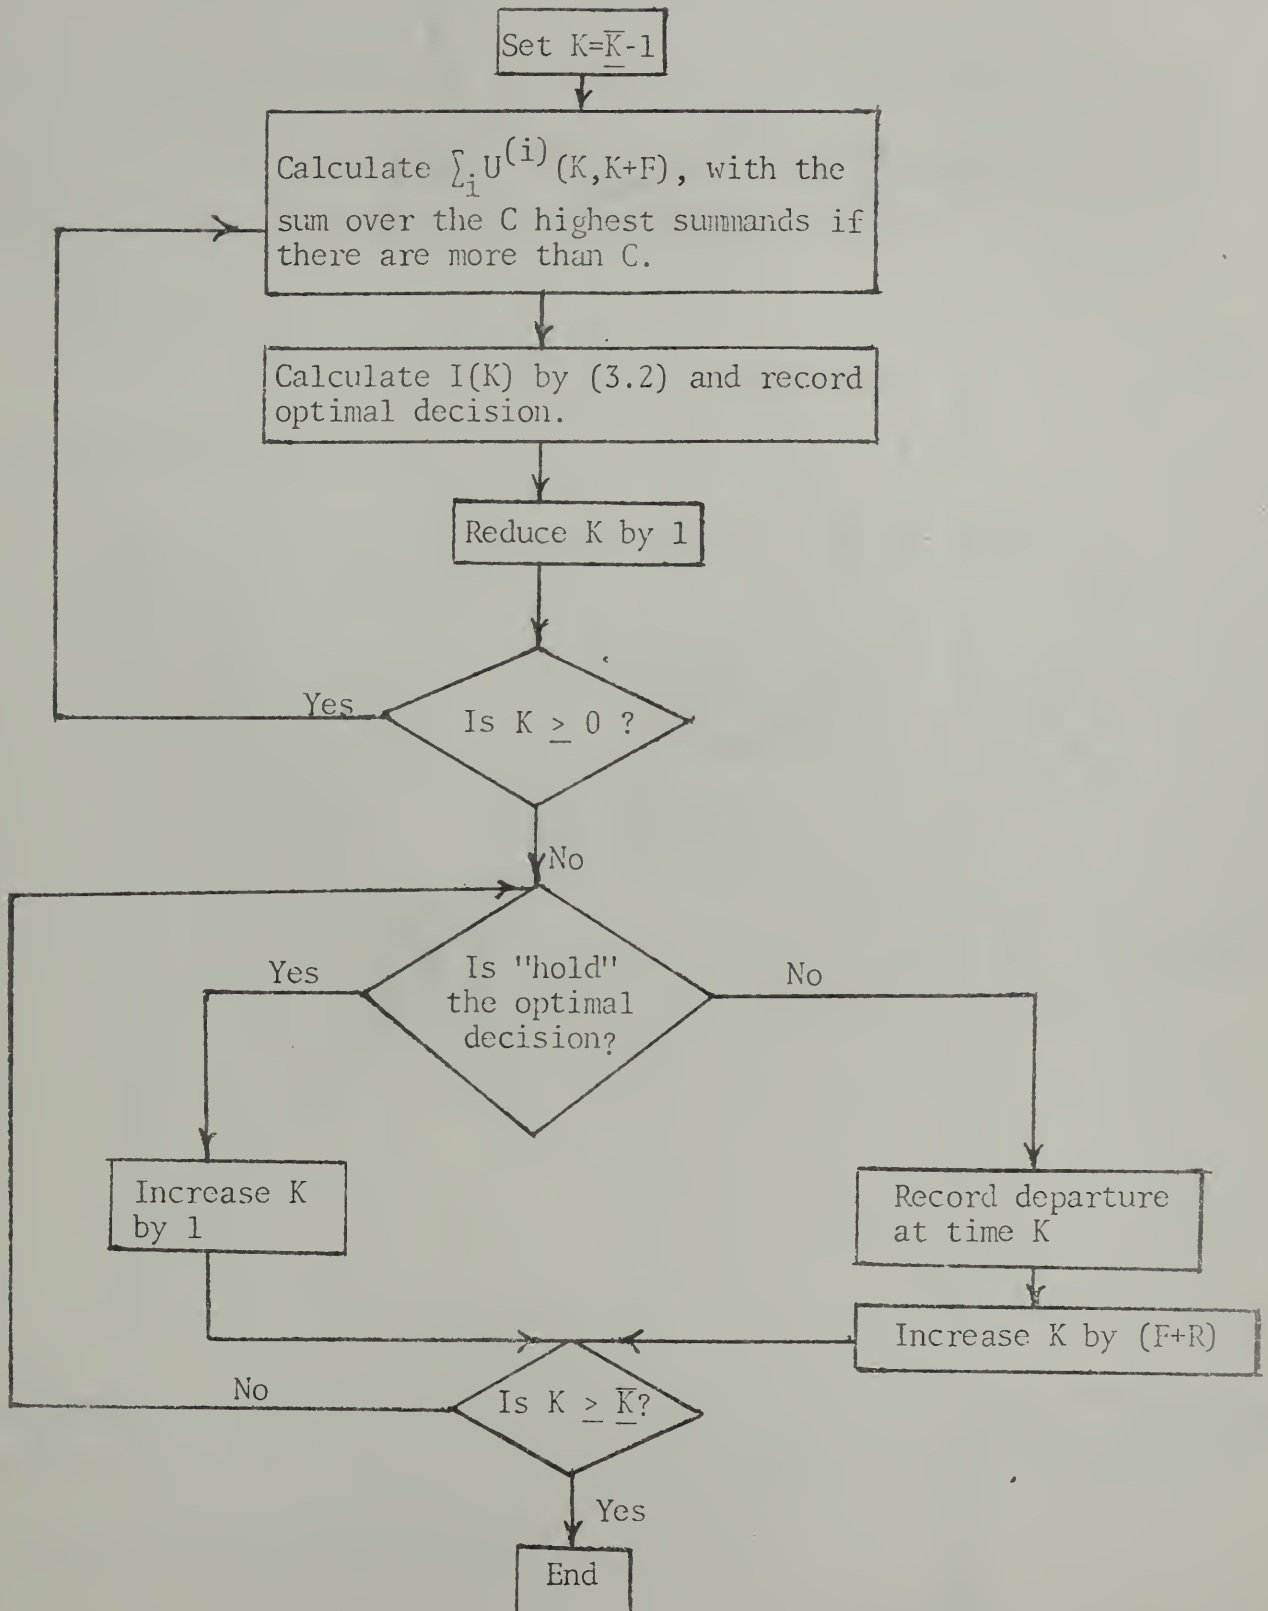 Set K=K̲̅-1
Calculate ∑ᵢU⁽ⁱ⁾(K,K+F), with the
sum over the C highest summands if
there are more than C.
Calculate I(K) by (3.2) and record
optimal decision.
Reduce K by 1
Yes
Is K ≥ 0 ?
No
Is "hold"
the optimal
decision?
Yes
No
Increase K
by 1
Record departure
at time K
Increase K by (F+R)
No
Is K ≥ K̲̅?
Yes
End